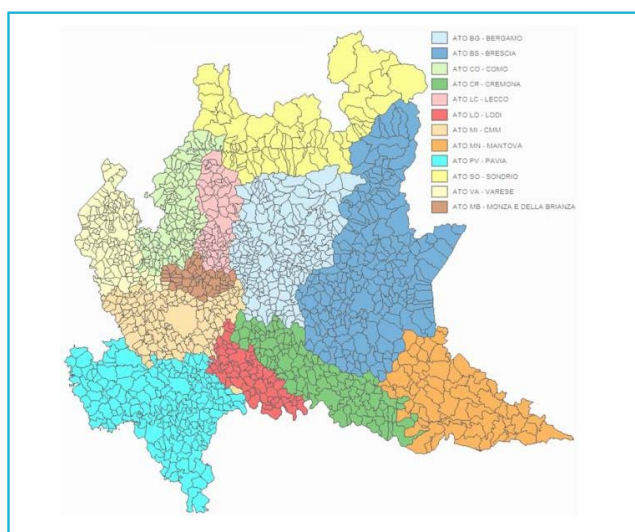 ATO BG - BERGAMO
ATO BS - BRESCIA
ATO CO - COMO
ATO CR - CREMONA
ATO LC - LECCO
ATO LO - LODI
ATO MI - CMM
ATO MN - MANTOVA
ATO PV - PAVIA
ATO SO - SONDRIO
ATO VA - VARESE
ATO MB - MONZA E DELLA BRIANZA